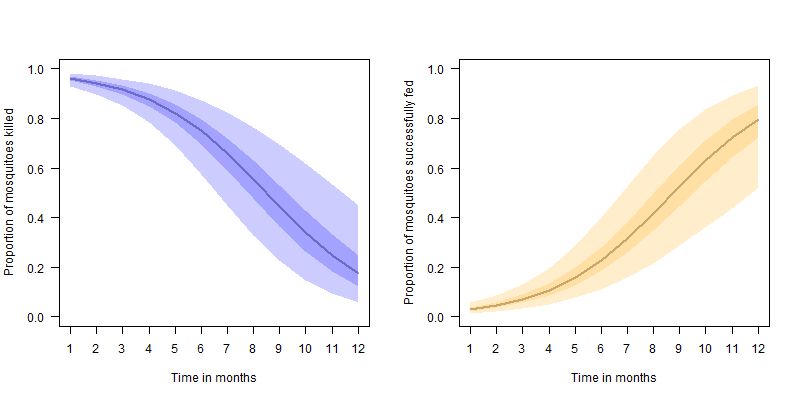 Proportion of mosquitoes killed
1.0
0.8
0.6
0.4
0.2
0.0
1 2 3 4 5 6 7 8 9 10 11 12
Time in months
Proportion of mosquitoes successfully fed
1.0
0.8
0.6
0.4
0.2
0.0
1 2 3 4 5 6 7 8 9 10 11 12
Time in months